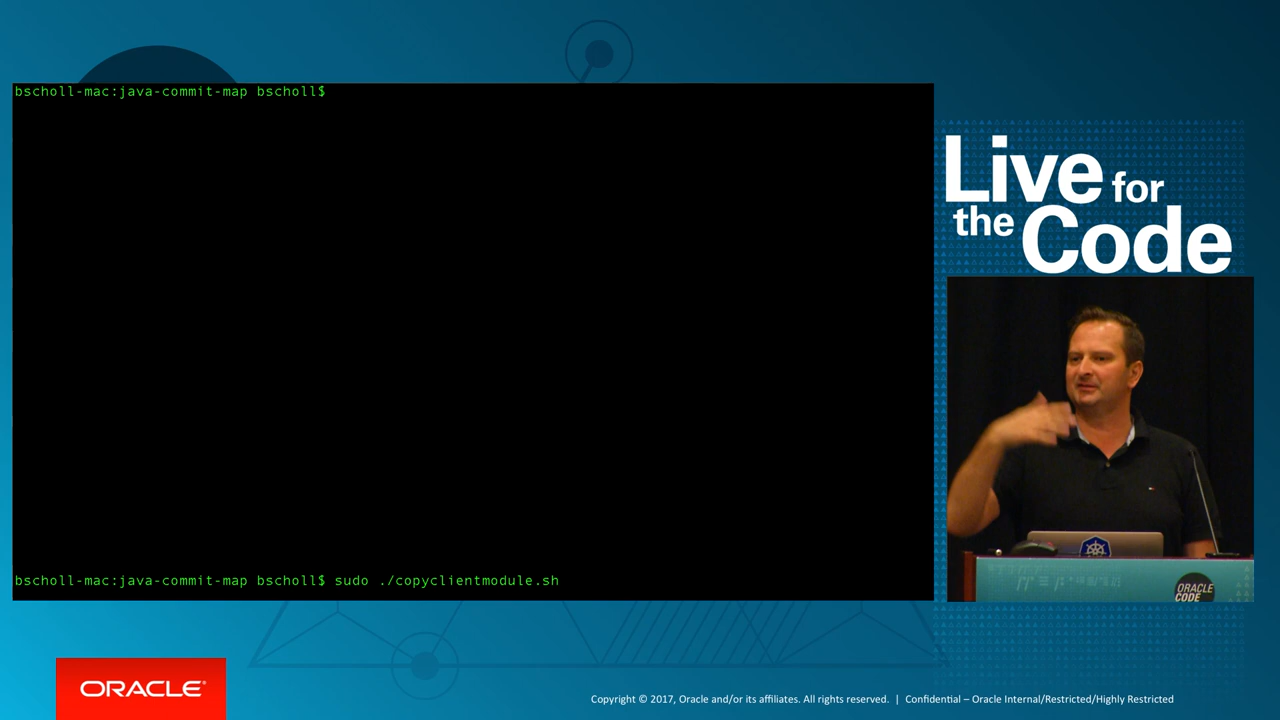 bscholl-mac:java-commit-map bscholl$
bscholl-mac:java-commit-map bscholl$ sudo ./copyclientmodule.sh
Live for
the Code
ORACLE
CODE
ORACLE®
Copyright © 2017, Oracle and/or its affiliates. All rights reserved. | Confidential – Oracle Internal/Restricted/Highly Restricted